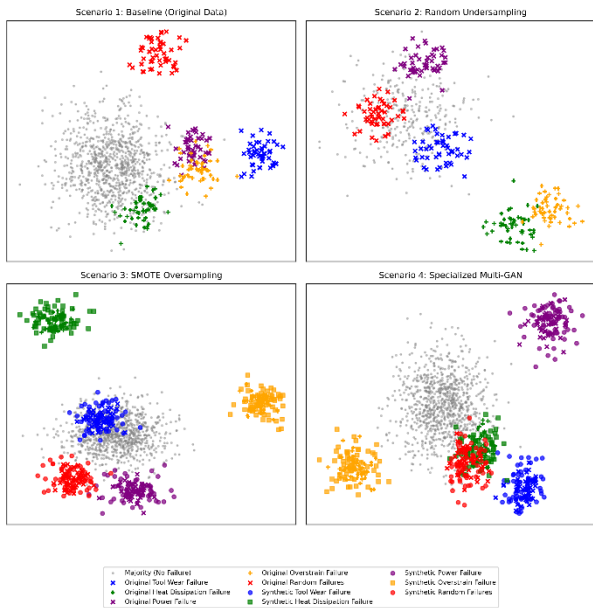 Scenario 1: Baseline (Original Data)
Scenario 2: Random Undersampling
Scenario 3: SMOTE Oversampling
Scenario 4: Specialized Multi-GAN
Majority (No Failure)
Original Tool Wear Failure
Original Heat Dissipation Failure
Original Power Failure
Original Overstrain Failure
Original Random Failures
Synthetic Tool Wear Failure
Synthetic Heat Dissipation Failure
Synthetic Power Failure
Synthetic Overstrain Failure
Synthetic Random Failures